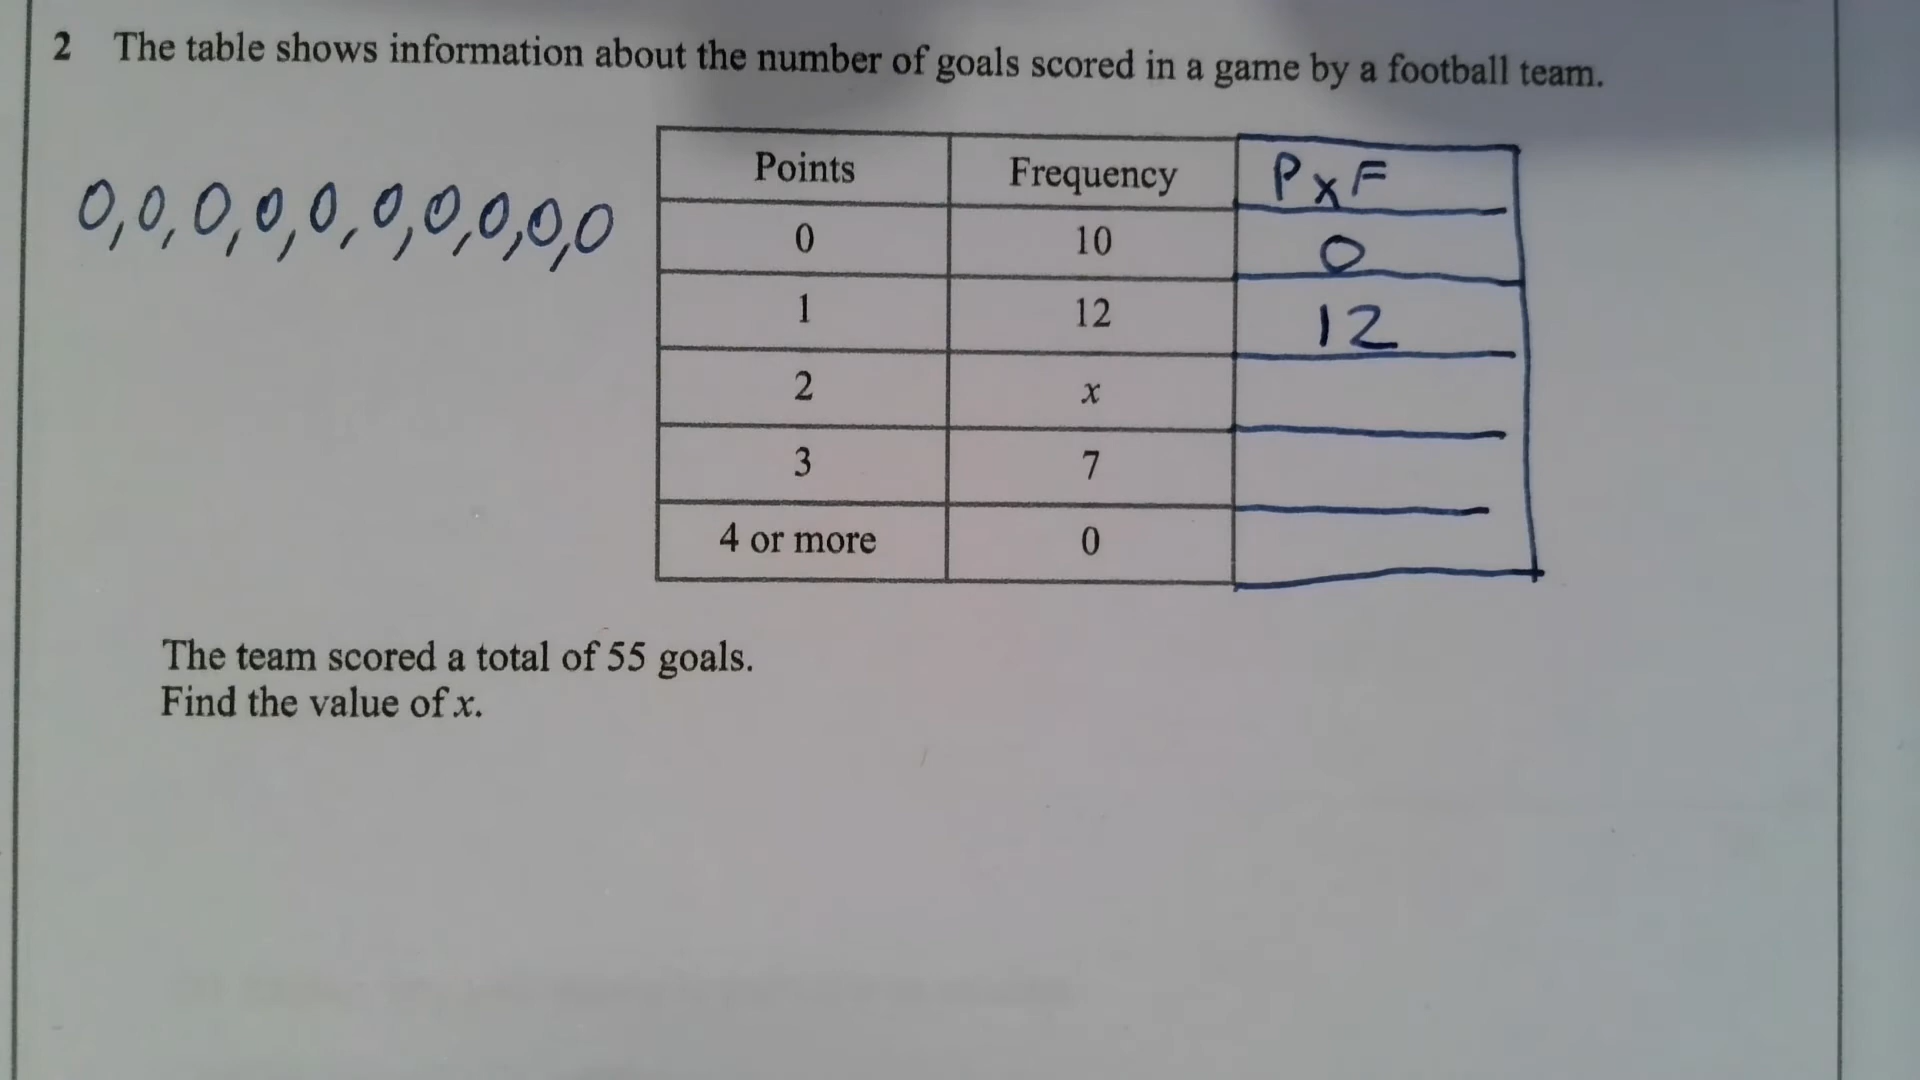 2 The table shows information about the number of goals scored in a game by a football team.
0,0,0,0,0,0,0,0,0,0
Points Frequency P x F
0 10 0
1 12 12
2 x
3 7
4 or more 0
The team scored a total of 55 goals.
Find the value of x.